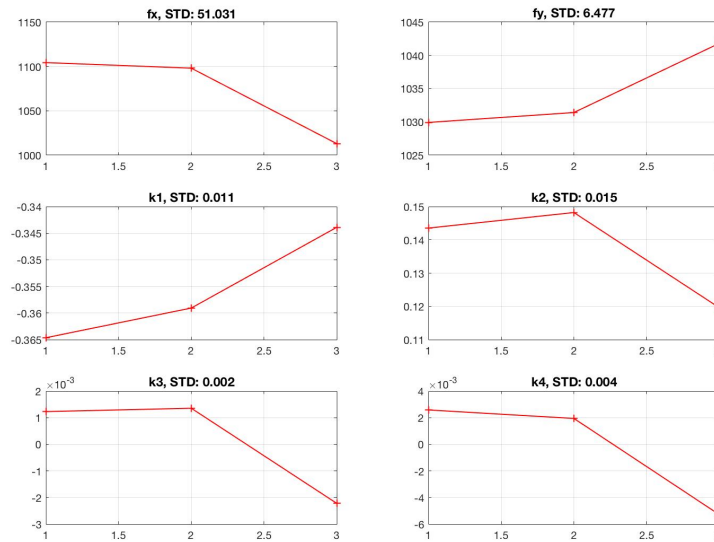 fx, STD: 51.031
1150
1100
1050
1000
1 1.5 2 2.5 3
fy, STD: 6.477
1045
1040
1035
1030
1025
1 1.5 2 2.5
k1, STD: 0.011
-0.34
-0.345
-0.35
-0.355
-0.36
-0.365
1 1.5 2 2.5 3
k2, STD: 0.015
0.15
0.14
0.13
0.12
0.11
1 1.5 2 2.5
×10-3
k3, STD: 0.002
2
1
0
-1
-2
-3
1 1.5 2 2.5 3
×10-3
k4, STD: 0.004
4
2
0
-2
-4
-6
1 1.5 2 2.5